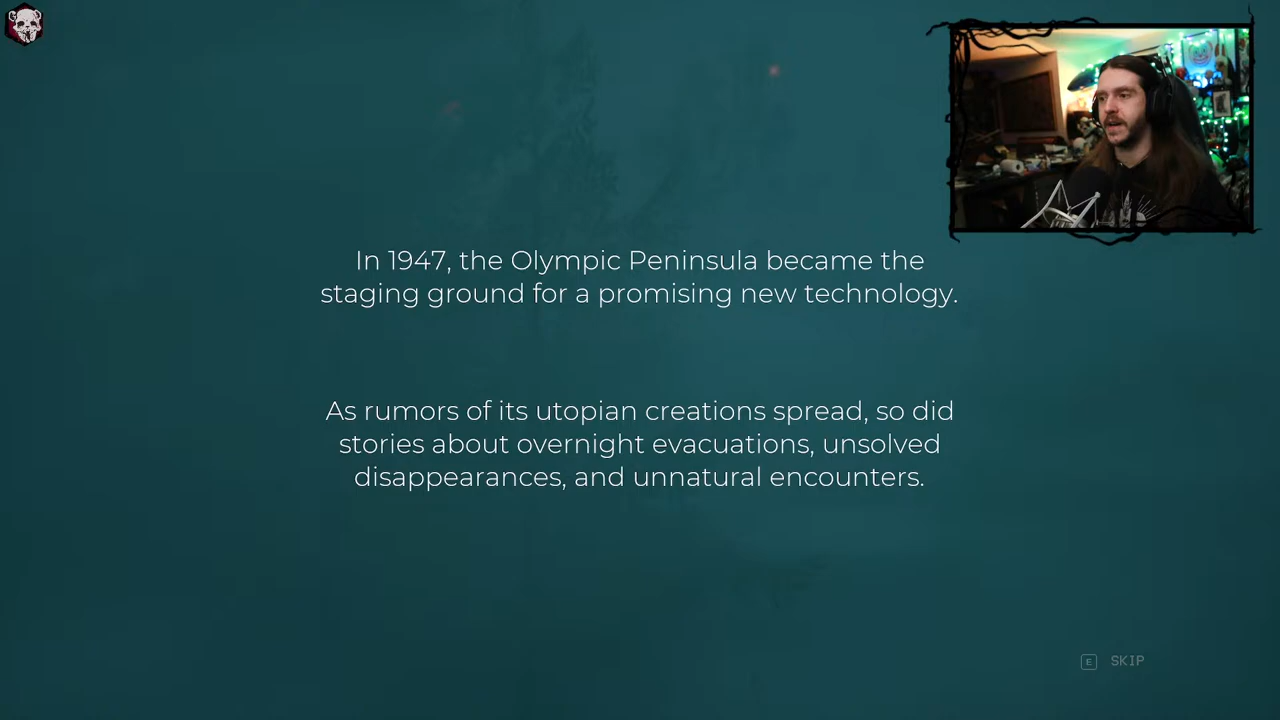 In 1947, the Olympic Peninsula became the
staging ground for a promising new technology.
As rumors of its utopian creations spread, so did
stories about overnight evacuations, unsolved
disappearances, and unnatural encounters.
E SKIP